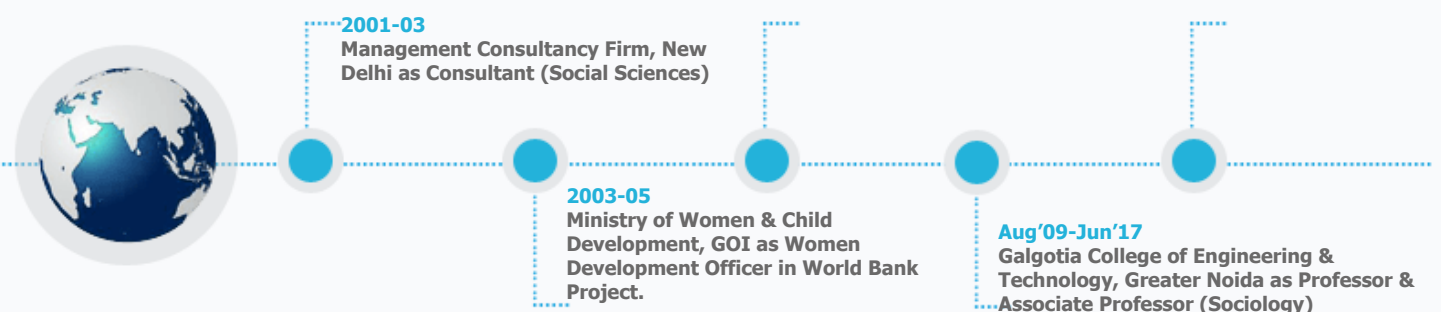 2001-03
Management Consultancy Firm, New
Delhi as Consultant (Social Sciences)
2003-05
Ministry of Women & Child
Development, GOI as Women
Development Officer in World Bank
Project.
Aug’09-Jun’17
Galgotia College of Engineering &
Technology, Greater Noida as Professor &
Associate Professor (Sociology)